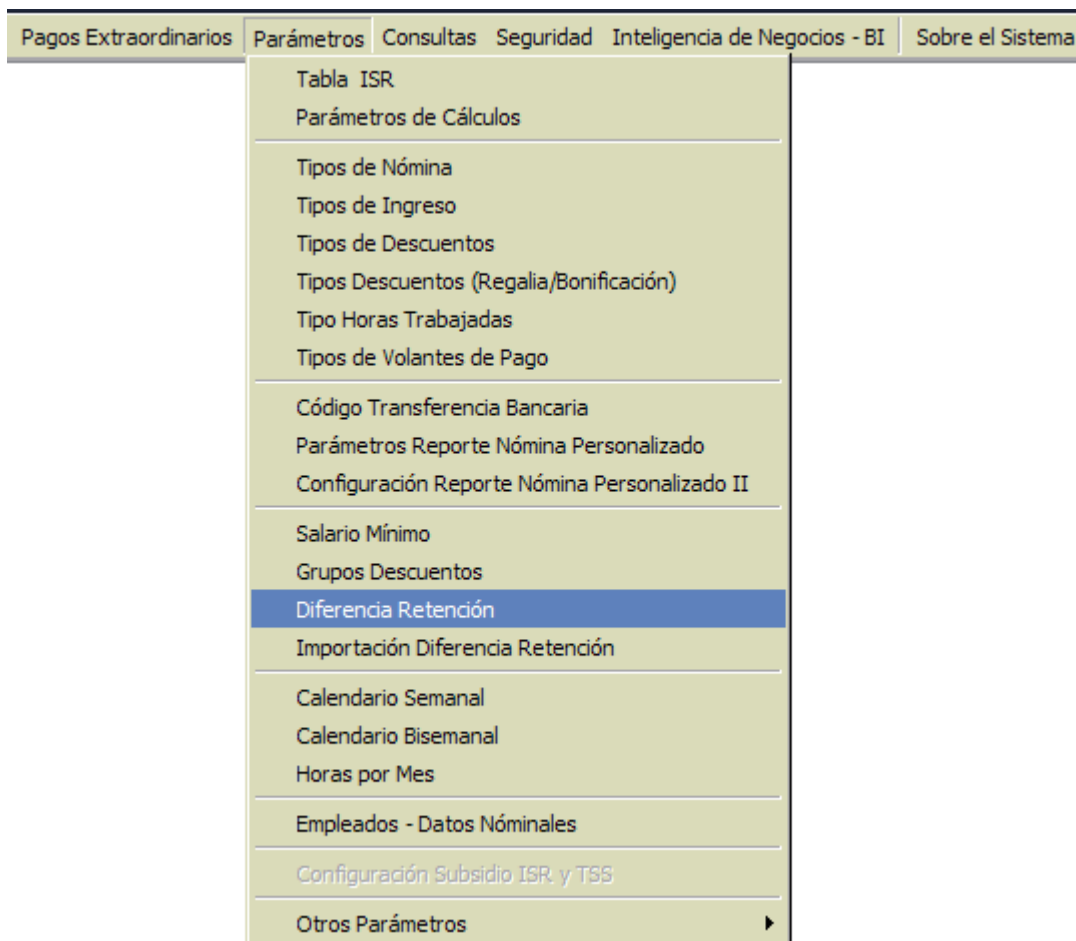 Pagos Extraordinarios Parámetros Consultas Seguridad Inteligencia de Negocios - BI Sobre el Sistema
Tabla ISR
Parámetros de Cálculos
Tipos de Nómina
Tipos de Ingreso
Tipos de Descuentos
Tipos Descuentos (Regalia/Bonificación)
Tipo Horas Trabajadas
Tipos de Volantes de Pago
Código Transferencia Bancaria
Parámetros Reporte Nómina Personalizado
Configuración Reporte Nómina Personalizado II
Salario Mínimo
Grupos Descuentos
Diferencia Retención
Importación Diferencia Retención
Calendario Semanal
Calendario Bisemanal
Horas por Mes
Empleados - Datos Nóminales
Configuración Subsidio ISR y TSS
Otros Parámetros